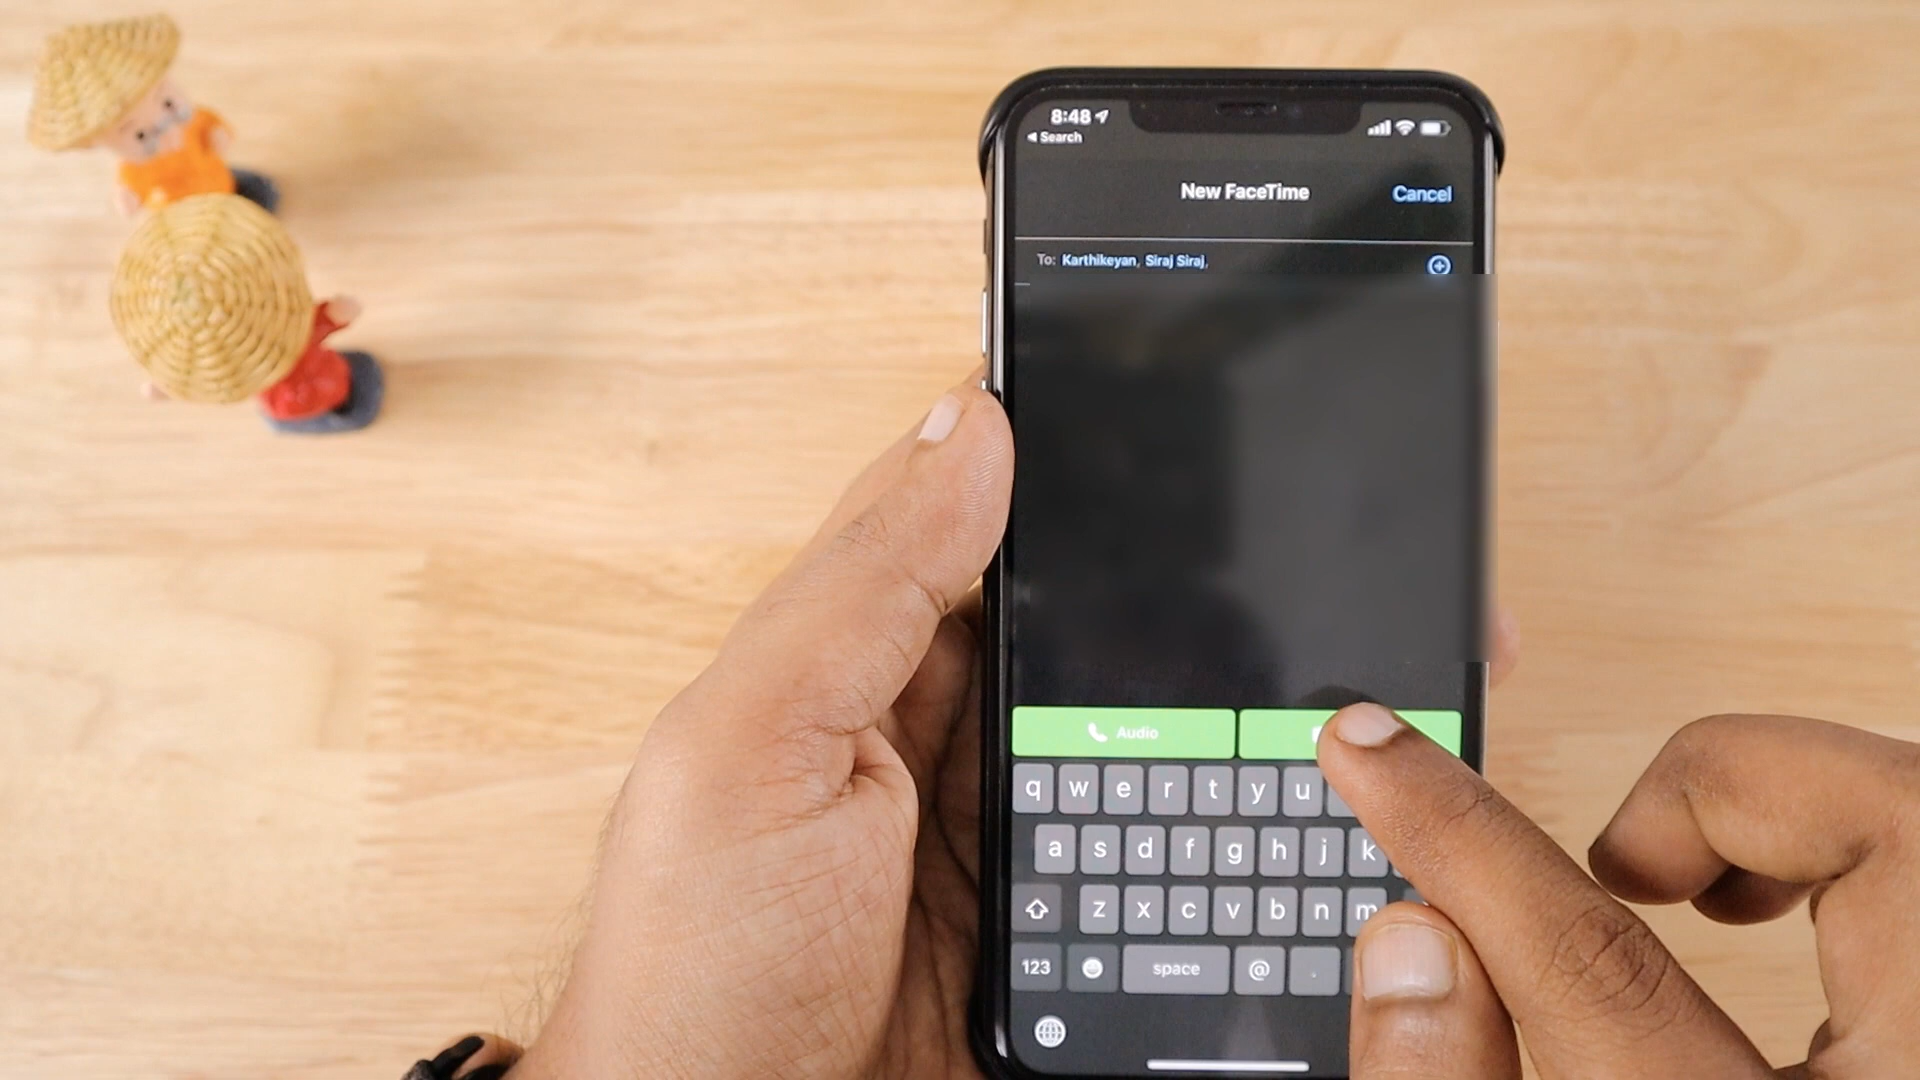 8:48
Search
New FaceTime Cancel
To: Karthikeyan, Siraj Siraj,
Audio
q w e r t y u
a s d f g h j k
z x c v b n m
123 space @ .